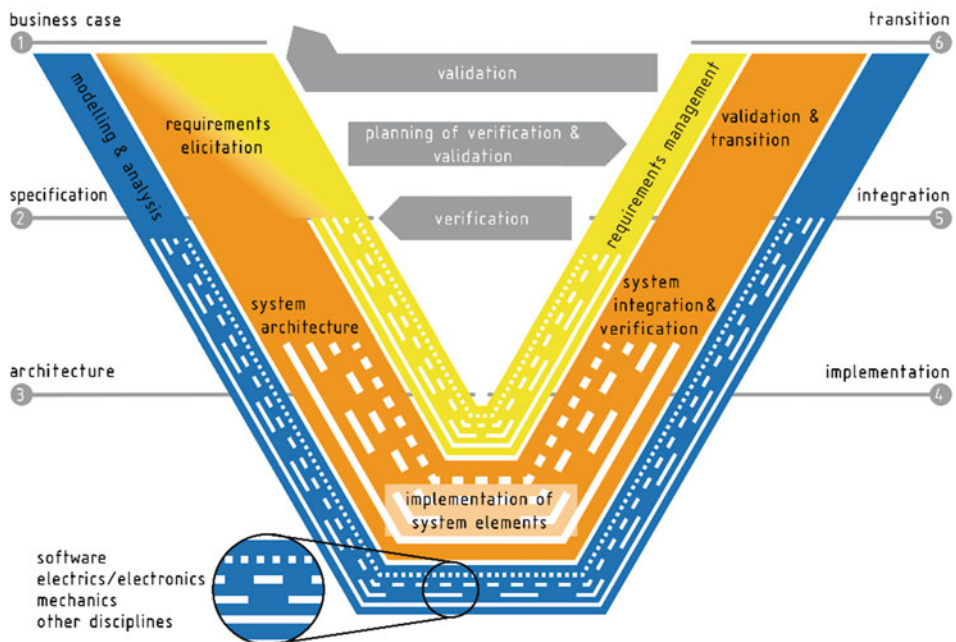 business case
1
transition
6
modelling & analysis
requirements
elicitation
validation
planning of verification &
validation
verification
requirements management
validation &
transition
specification
2
integration
5
system
architecture
system
integration&
verification
architecture
3
implementation
4
implementation of
system elements
software
electrics/electronics
mechanics
other disciplines